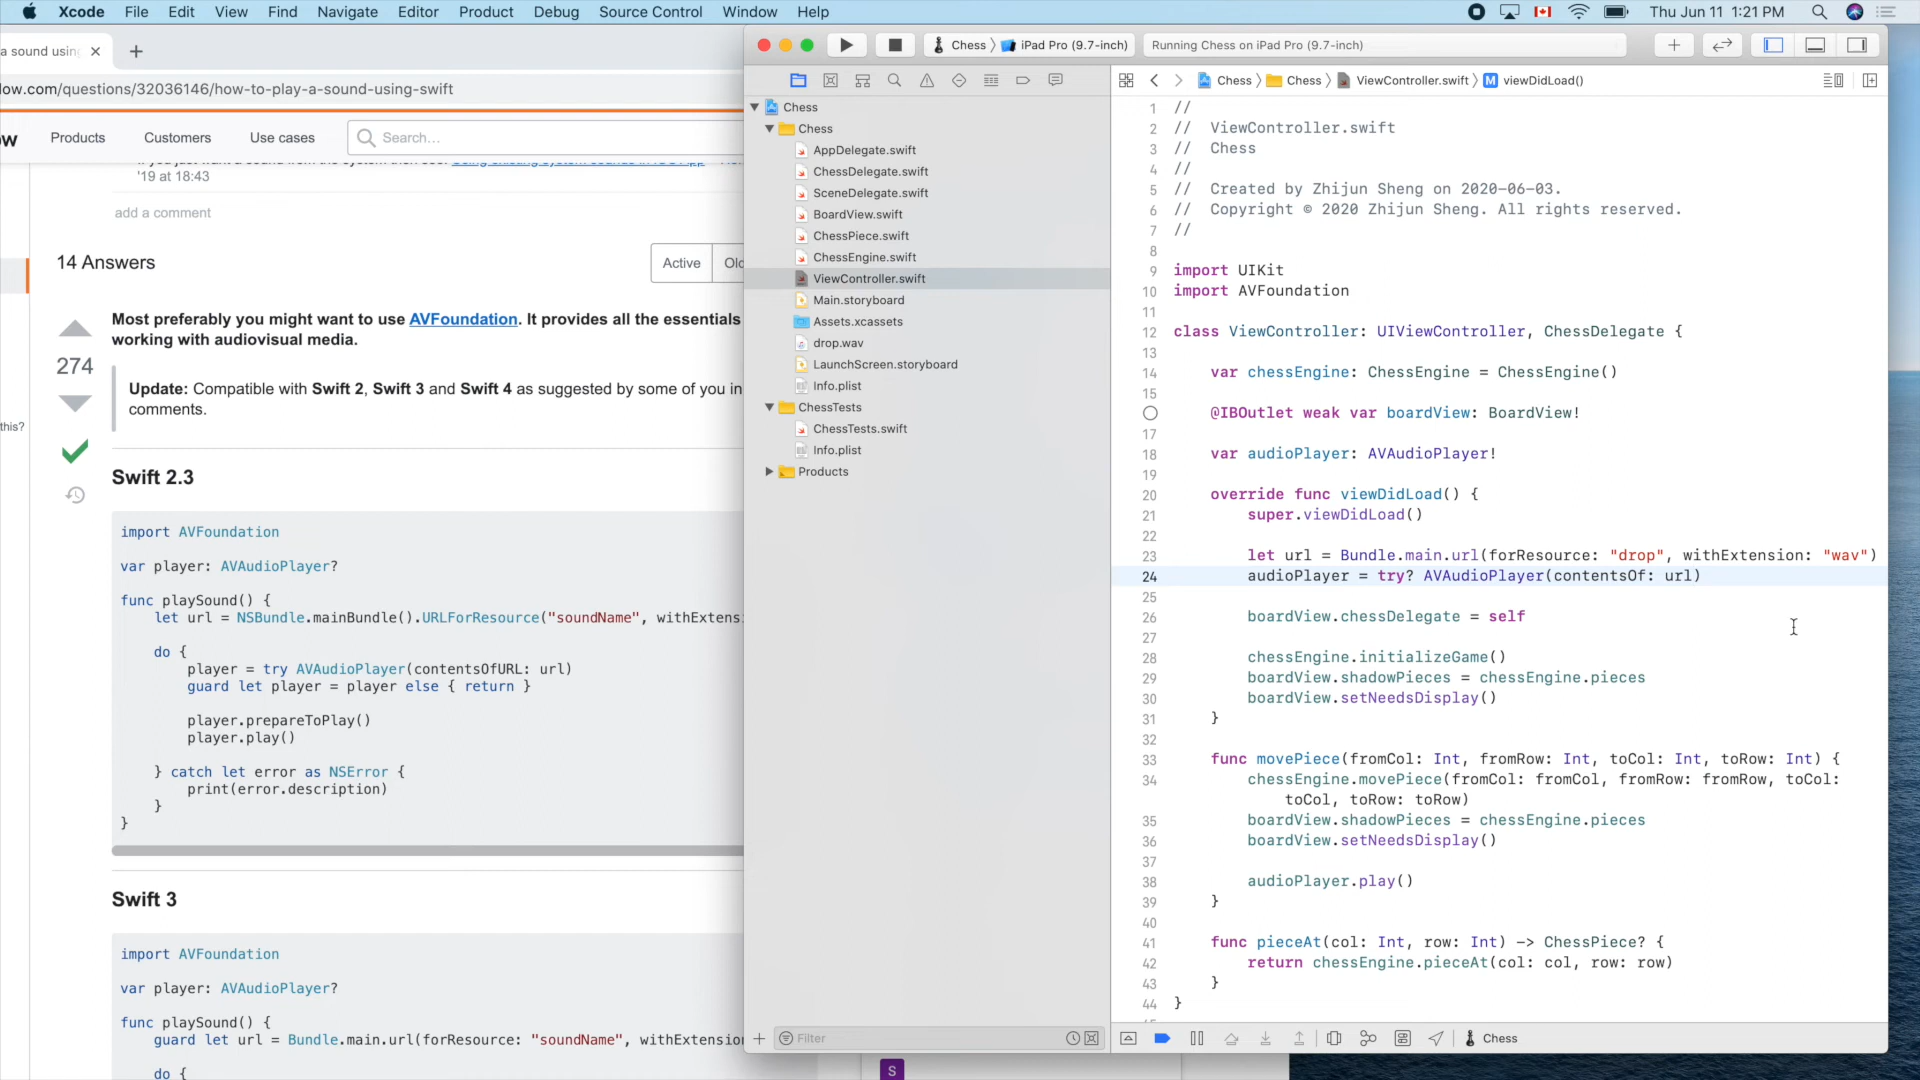 Xcode File Edit View Find Navigate Editor Product Debug Source Control Window Help Thu Jun 11 1:21 PM
a sound using
low.com/questions/32036146/how-to-play-a-sound-using-swift
Products Customers Use cases Search...
'19 at 18:43
add a comment
14 Answers
Active
Most preferably you might want to use AVFoundation. It provides all the essentials
working with audiovisual media.
274
Update: Compatible with Swift 2, Swift 3 and Swift 4 as suggested by some of you in
comments.
this?
Swift 2.3
import AVFoundation
var player: AVAudioPlayer?
func playSound() {
let url = NSBundle.mainBundle().URLForResource("soundName", withExtens
do {
player = try AVAudioPlayer(contentsOfURL: url)
guard let player = player else { return }
player.prepareToPlay()
player.play()
} catch let error as NSError {
print(error.description)
}
}
Swift 3
import AVFoundation
var player: AVAudioPlayer?
func playSound() {
guard let url = Bundle.main.url(forResource: "soundName", withExtensio
do {
Chess iPad Pro (9.7-inch) Running Chess on iPad Pro (9.7-inch)
Chess
Chess
AppDelegate.swift
ChessDelegate.swift
SceneDelegate.swift
BoardView.swift
ChessPiece.swift
ChessEngine.swift
ViewController.swift
Main.storyboard
Assets.xcassets
drop.wav
LaunchScreen.storyboard
Info.plist
ChessTests
ChessTests.swift
Info.plist
Products
Filter
Chess Chess ViewController.swift M viewDidLoad()
1 //
2 // ViewController.swift
3 // Chess
4 //
5 // Created by Zhijun Sheng on 2020-06-03.
6 // Copyright © 2020 Zhijun Sheng. All rights reserved.
7 //
8
9 import UIKit
10 import AVFoundation
11
12 class ViewController: UIViewController, ChessDelegate {
13
14 var chessEngine: ChessEngine = ChessEngine()
15
@IBOutlet weak var boardView: BoardView!
17
18 var audioPlayer: AVAudioPlayer!
19
20 override func viewDidLoad() {
21 super.viewDidLoad()
22
23 let url = Bundle.main.url(forResource: "drop", withExtension: "wav")
24 audioPlayer = try? AVAudioPlayer(contentsOf: url)
25
26 boardView.chessDelegate = self
27
28 chessEngine.initializeGame()
29 boardView.shadowPieces = chessEngine.pieces
30 boardView.setNeedsDisplay()
31 }
32
33 func movePiece(fromCol: Int, fromRow: Int, toCol: Int, toRow: Int) {
34 chessEngine.movePiece(fromCol: fromCol, fromRow: fromRow, toCol:
toCol, toRow: toRow)
35 boardView.shadowPieces = chessEngine.pieces
36 boardView.setNeedsDisplay()
37
38 audioPlayer.play()
39 }
40
41 func pieceAt(col: Int, row: Int) -> ChessPiece? {
42 return chessEngine.pieceAt(col: col, row: row)
43 }
44 }
Chess
S